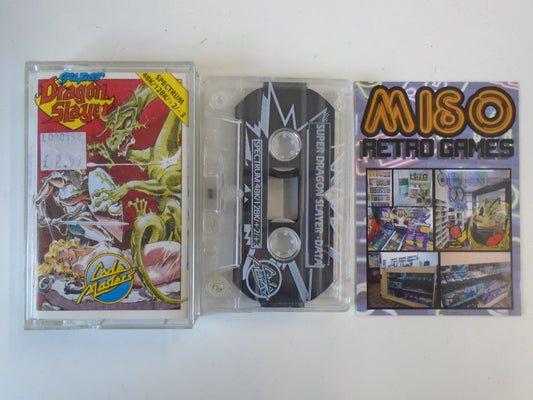 Super
Dragon
Slayer
SPECTRUM
48K/128K/+2/+3
£ 2.99
Code
Masters
SUPER DRAGON SLAYER
SPECTRUM 48K/128K/+2/+3
MISO
RETRO GAMES